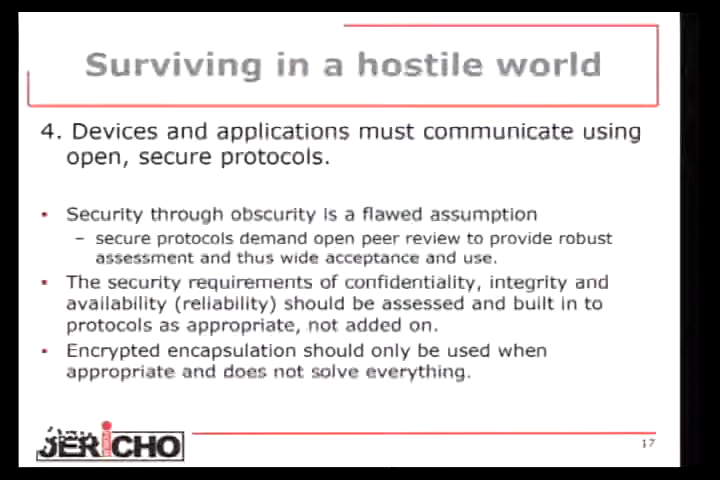 Surviving in a hostile world
4. Devices and applications must communicate using
open, secure protocols.
• Security through obscurity is a flawed assumption
– secure protocols demand open peer review to provide robust
assessment and thus wide acceptance and use.
• The security requirements of confidentiality, integrity and
availability (reliability) should be assessed and built in to
protocols as appropriate, not added on.
• Encrypted encapsulation should only be used when
appropriate and does not solve everything.
JERiCHO
17